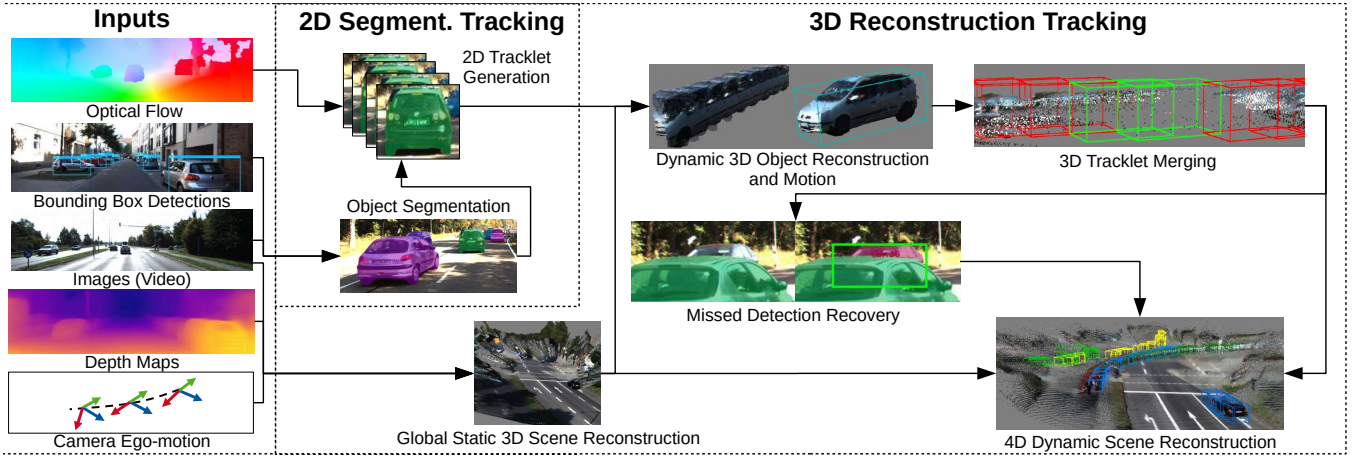 Inputs
2D Segment. Tracking
3D Reconstruction Tracking
Optical Flow
Bounding Box Detections
Images (Video)
Depth Maps
Camera Ego-motion
2D Tracklet
Generation
Object Segmentation
Global Static 3D Scene Reconstruction
Dynamic 3D Object Reconstruction
and Motion
3D Tracklet Merging
Missed Detection Recovery
4D Dynamic Scene Reconstruction